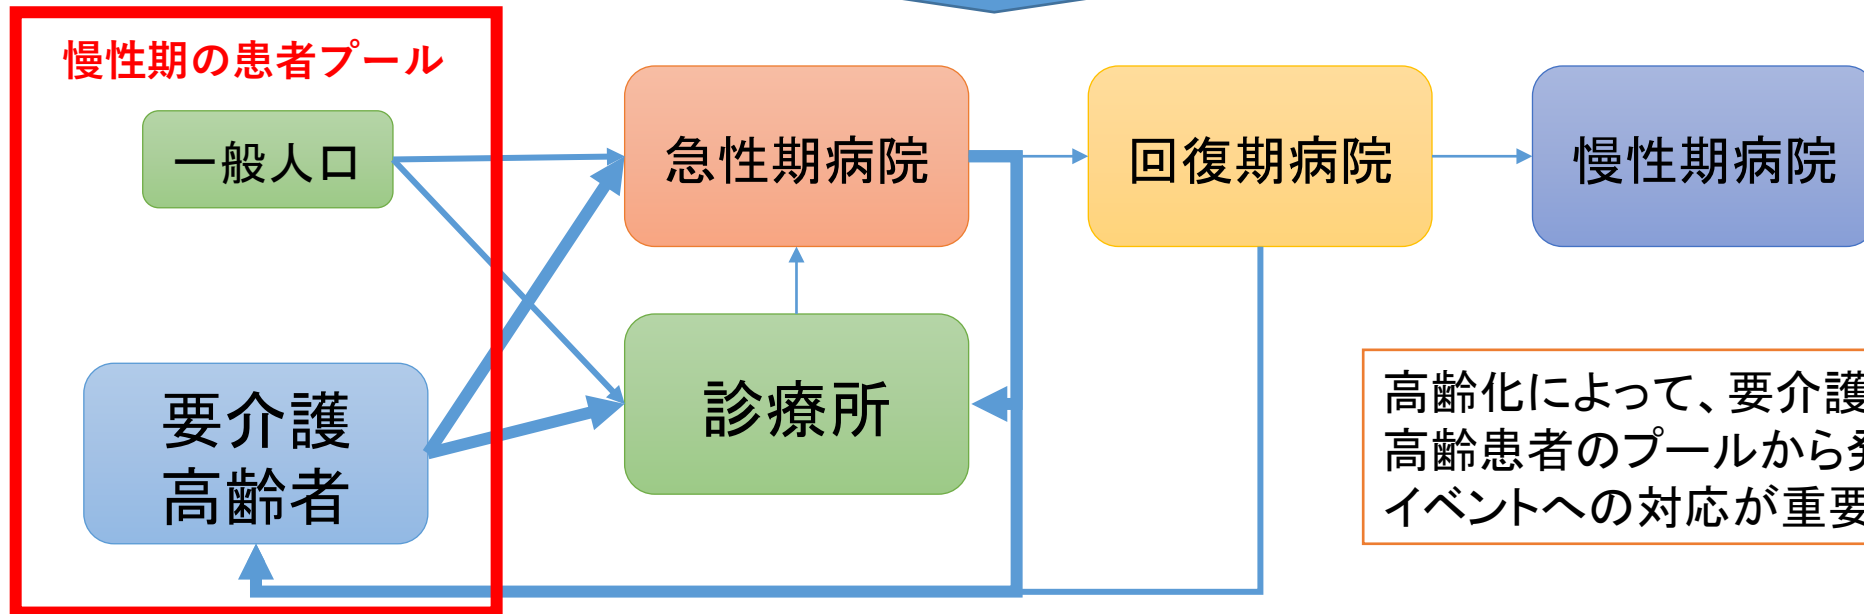 慢性期の患者プール
一般人口
急性期病院
回復期病院
慢性期病院
要介護
高齢者
診療所
高齢化によって、要介護
高齢患者のプールから
イベントへの対応が重要